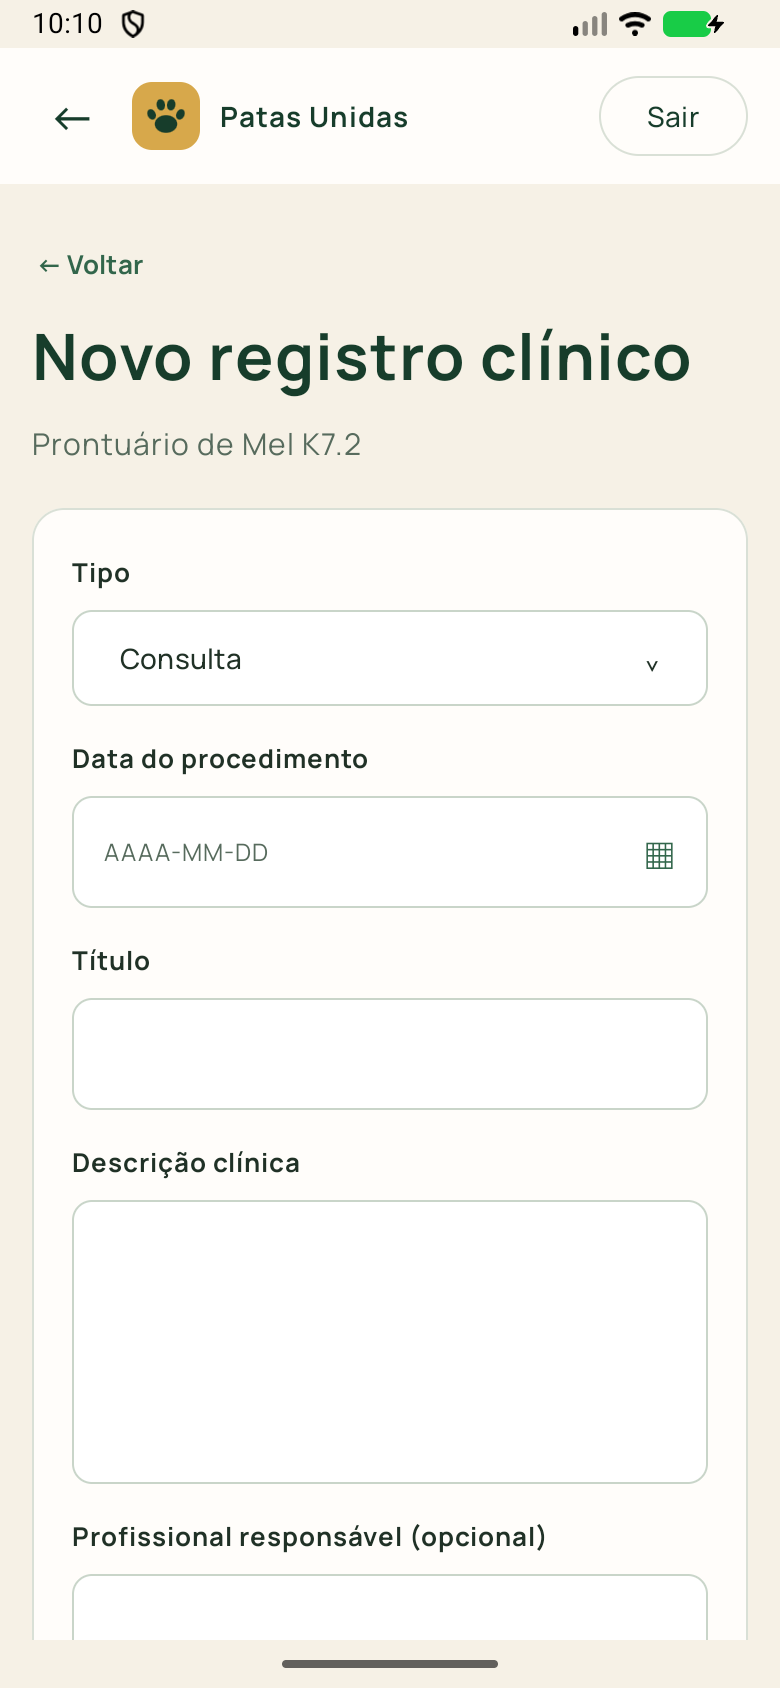 10:10
Patas Unidas
Sair
← Voltar
Novo registro clínico
Prontuário de Mel K7.2
Tipo
Consulta
Data do procedimento
AAAA-MM-DD
Título
Descrição clínica
Profissional responsável (opcional)